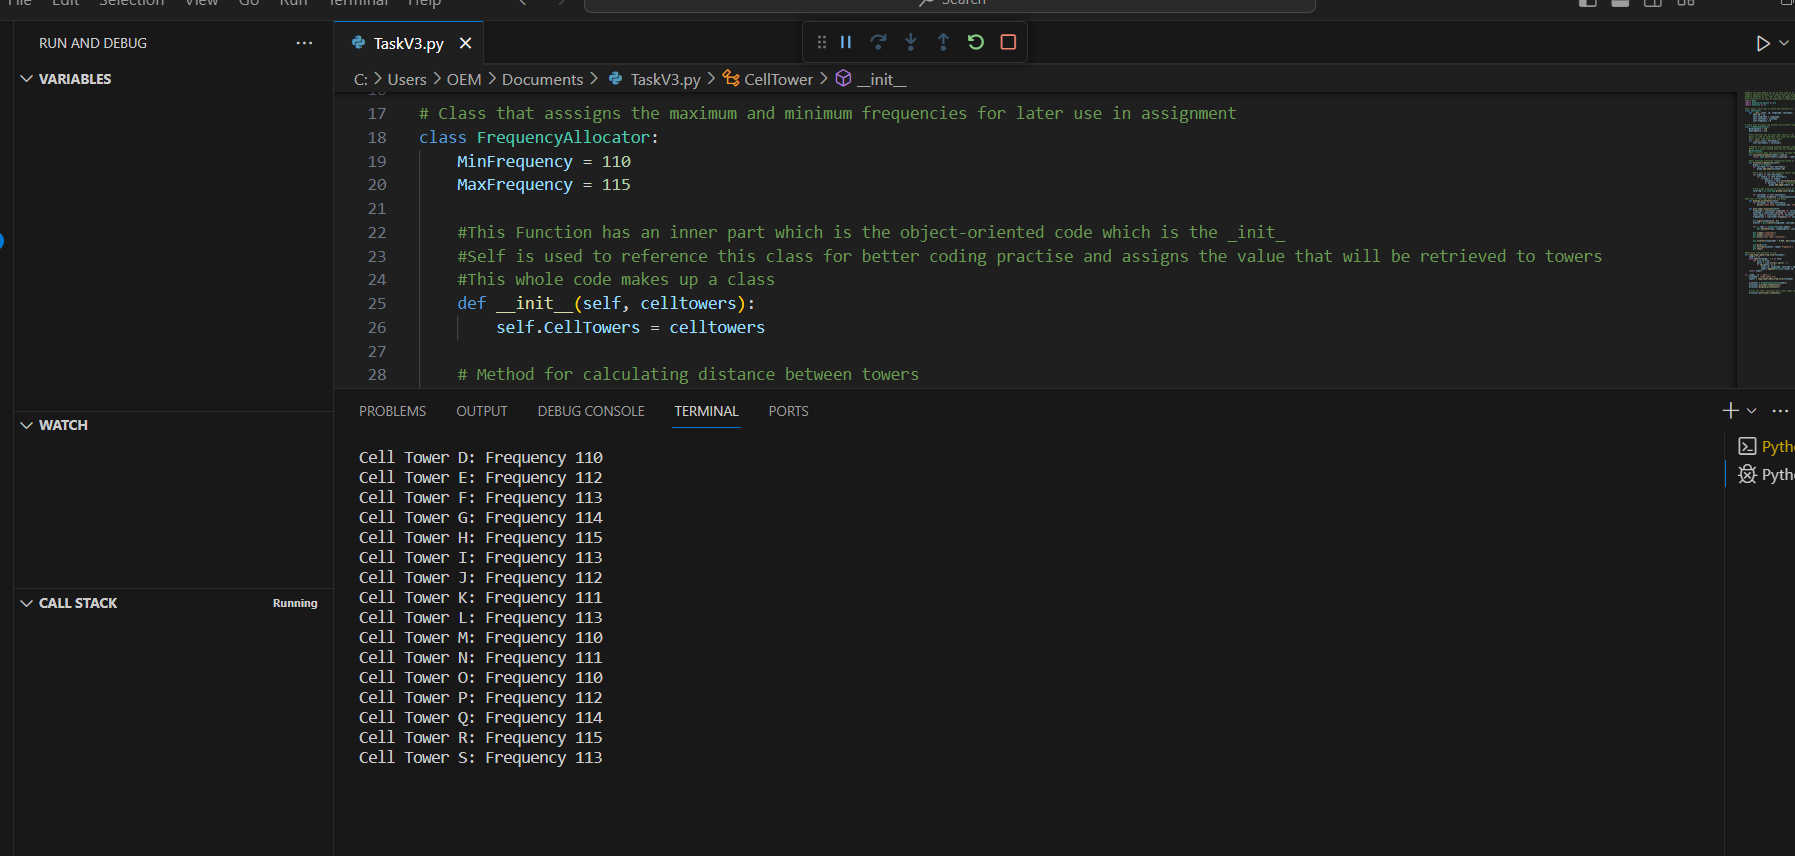 File Edit Selection View Go Run Terminal Help
Search
RUN AND DEBUG
TaskV3.py
VARIABLES
C: > Users > OEM > Documents > TaskV3.py > CellTower > __init__
16
17 # Class that asssigns the maximum and minimum frequencies for later use in assignment
18 class FrequencyAllocator:
19 MinFrequency = 110
20 MaxFrequency = 115
21
22 #This Function has an inner part which is the object-oriented code which is the _init_
23 #Self is used to reference this class for better coding practise and assigns the value that will be retrieved to towers
24 #This whole code makes up a class
25 def __init__(self, celltowers):
26 self.CellTowers = celltowers
27
28 # Method for calculating distance between towers
PROBLEMS OUTPUT DEBUG CONSOLE TERMINAL PORTS
WATCH
Pytho
Pytho
Cell Tower D: Frequency 110
Cell Tower E: Frequency 112
Cell Tower F: Frequency 113
Cell Tower G: Frequency 114
Cell Tower H: Frequency 115
Cell Tower I: Frequency 113
Cell Tower J: Frequency 112
Cell Tower K: Frequency 111
Cell Tower L: Frequency 113
Cell Tower M: Frequency 110
Cell Tower N: Frequency 111
Cell Tower O: Frequency 110
Cell Tower P: Frequency 112
Cell Tower Q: Frequency 114
Cell Tower R: Frequency 115
Cell Tower S: Frequency 113
CALL STACK
Running